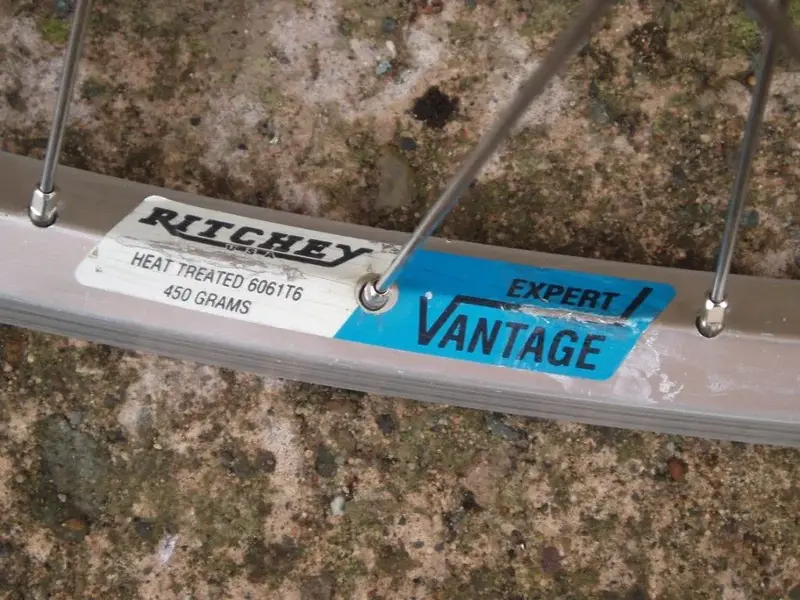 RITCHEY
USA
HEAT TREATED 6061T6
450 GRAMS
EXPERT
VANTAGE